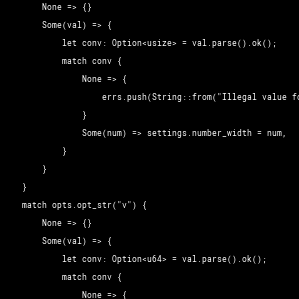 None => {}
Some(val) => {
let conv: Option<usize> = val.parse().ok();
match conv {
None => {
errs.push(String::from("Illegal value
}
Some(num) => settings.number_width = num,
}
}
}
match opts.opt_str("v") {
None => {}
Some(val) => {
let conv: Option<u64> = val.parse().ok();
match conv {
None => {